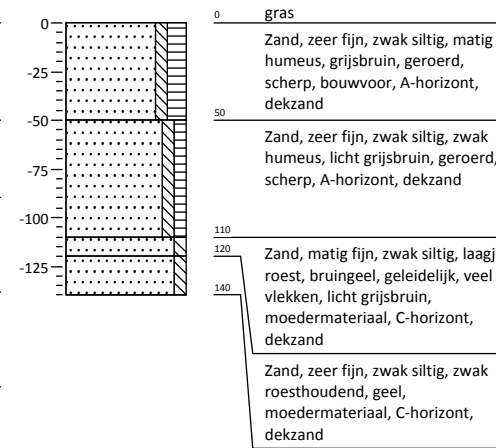 0
-25
-50
-75
-100
-125
0
gras
Zand, zeer fijn, zwak siltig, matig
humeus, grijsbruin, geroerd,
scherp, bouwvoor, A-horizont,
dekzand
50
Zand, zeer fijn, zwak siltig, zwak
humeus, licht grijsbruin, geroerd,
scherp, A-horizont, dekzand
110
120
Zand, matig fijn, zwak siltig,
roest, bruingeel, geleidelijk, veel
vlekken, licht grijsbruin,
moedermateriaal, C-horizont,
dekzand
140
Zand, zeer fijn, zwak siltig, zwak
roesthoudend, geel,
moedermateriaal, C-horizont,
dekzand